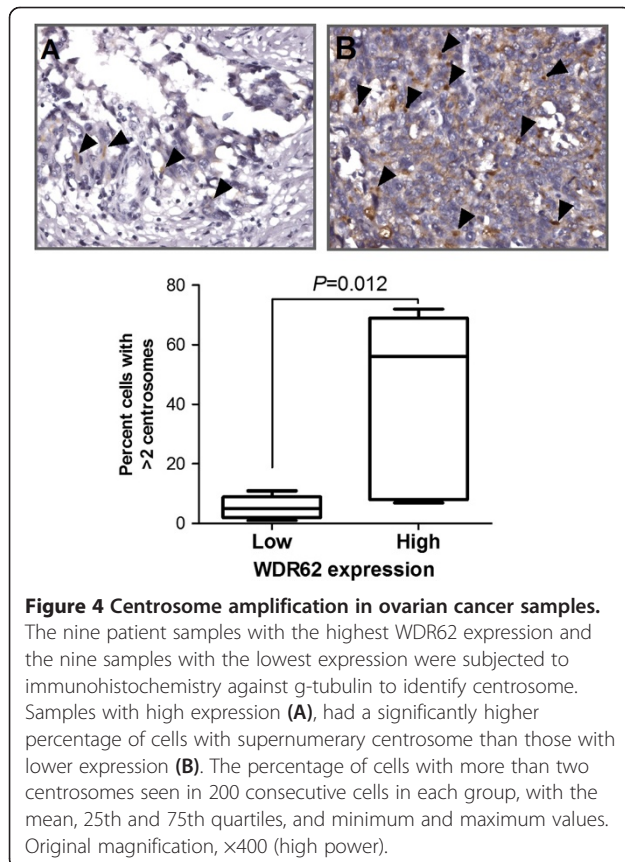 A
B
P=0.012
80
60
40
20
0
Percent cells with
>2 centrosomes
Low
High
WDR62 expression
Figure 4 Centrosome amplification in ovarian cancer samples.
The nine patient samples with the highest WDR62 expression and
the nine samples with the lowest expression were subjected to
immunohistochemistry against g-tubulin to identify centrosome.
Samples with high expression (A), had a significantly higher
percentage of cells with supernumerary centrosome than those with
lower expression (B). The percentage of cells with more than two
centrosomes seen in 200 consecutive cells in each group, with the
mean, 25th and 75th quartiles, and minimum and maximum values.
Original magnification, ×400 (high power).